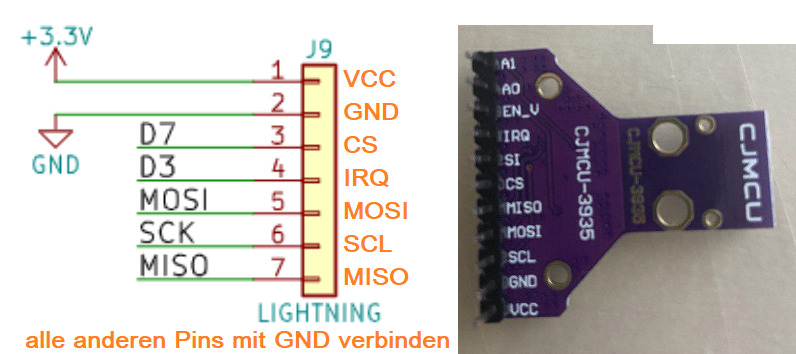 +3.3V
J9
1 VCC
2 GND
GND
D7 3 CS
D3 4 IRQ
MOSI 5 MOSI
SCK 6 SCL
MISO 7 MISO
LIGHTNING
alle anderen Pins mit GND verbinden
A1
AO
EN_V
IRQ
SI
CS
MISO
MOSI
SCL
GND
VCC
CJMCU-3935
CJMCU-3935
CJMCU